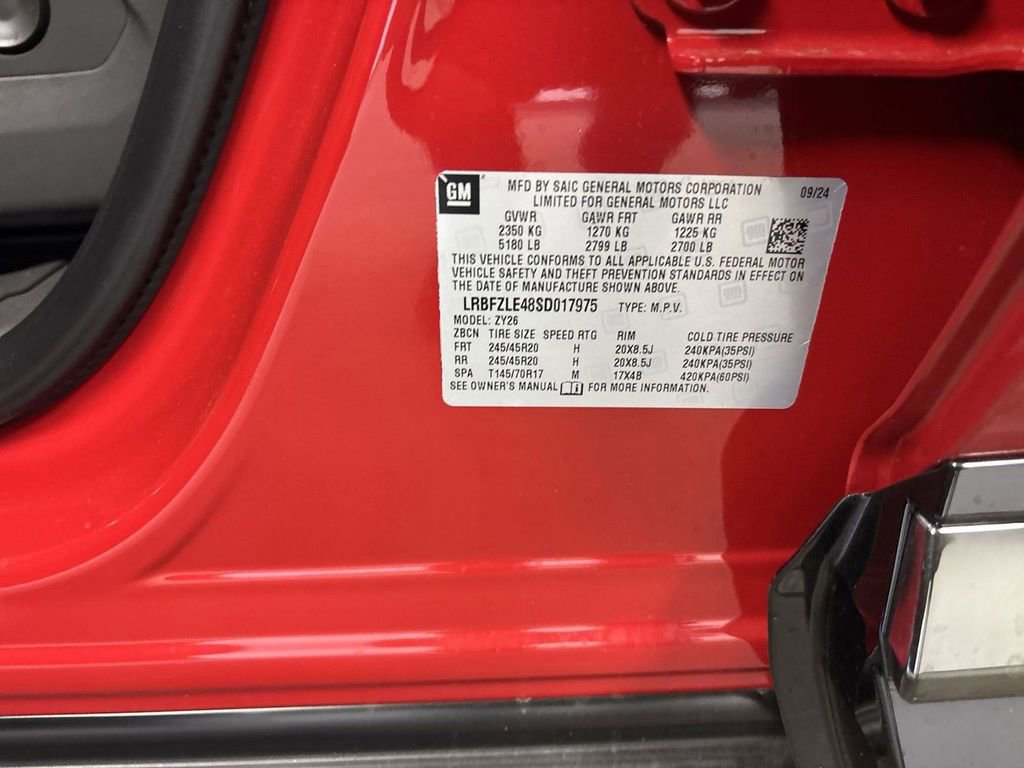 GM
MFD BY SAIC GENERAL MOTORS CORPORATION 09/24
LIMITED FOR GENERAL MOTORS LLC
GVWR GAWR FRT GAWR RR
2350 KG 1270 KG 1225 KG
5180 LB 2799 LB 2700 LB
THIS VEHICLE CONFORMS TO ALL APPLICABLE U.S. FEDERAL MOTOR
VEHICLE SAFETY AND THEFT PREVENTION STANDARDS IN EFFECT ON
THE DATE OF MANUFACTURE SHOWN ABOVE.
LRBFZLE48SD017975 TYPE: M.P.V.
MODEL: ZY26
ZBCN TIRE SIZE SPEED RTG RIM COLD TIRE PRESSURE
FRT 245/45R20 H 20X8.5J 240KPA(35PSI)
RR 245/45R20 H 20X8.5J 240KPA(35PSI)
SPA T145/70R17 M 17X4B 420KPA(60PSI)
SEE OWNER'S MANUAL FOR MORE INFORMATION.